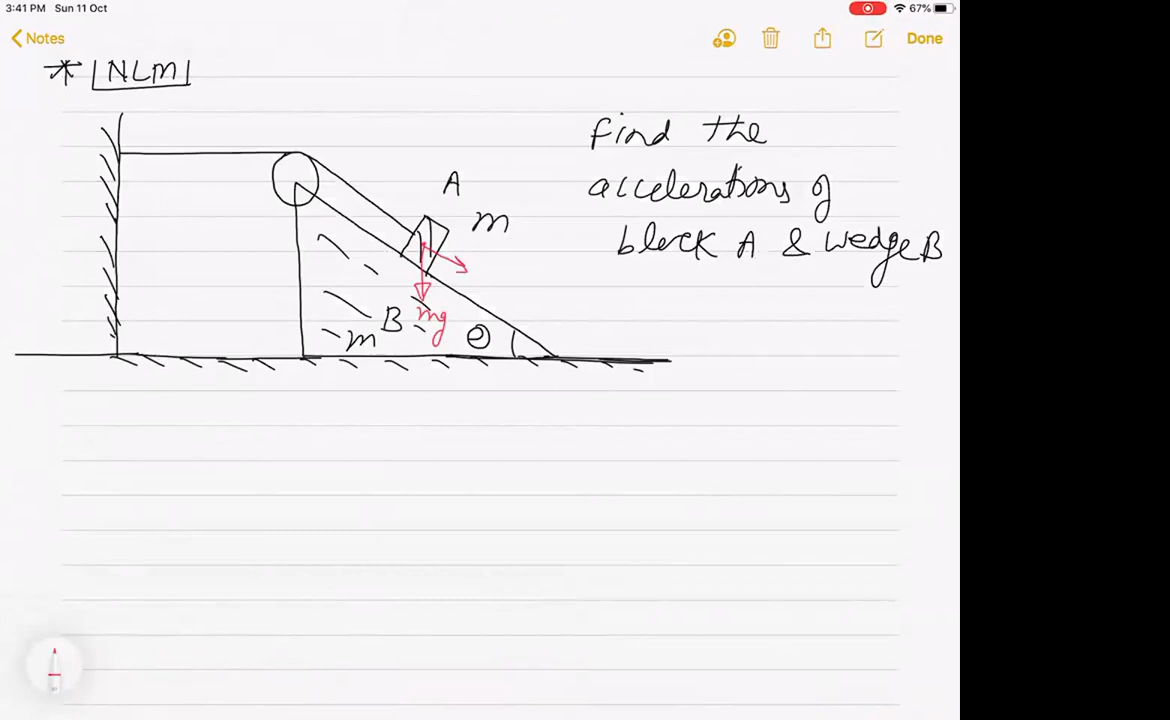 3:41 PM Sun 11 Oct
67%
Notes
Done
* NLM
find the
accelerations of
block A & wedge B
A
m
B
m
mg
θ